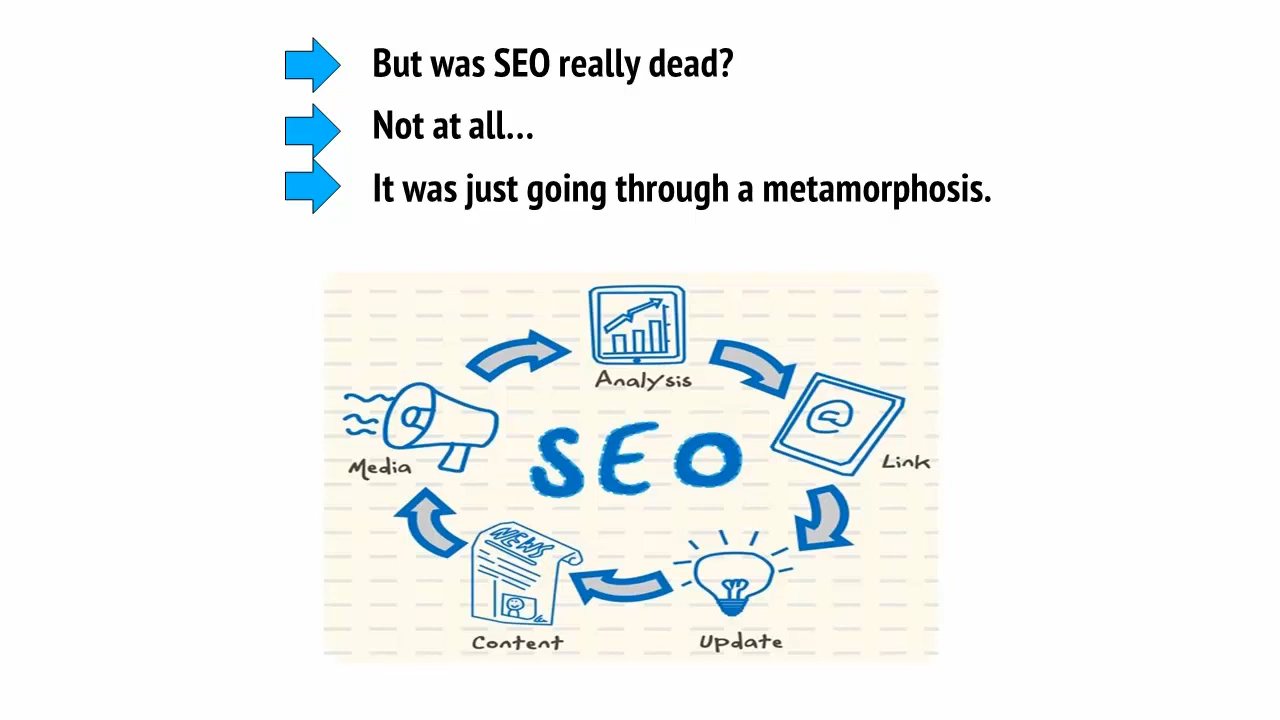 But was SEO really dead?
Not at all...
It was just going through a metamorphosis.
Analysis
@
Link
SEO
Media
NEWS
Content
Update